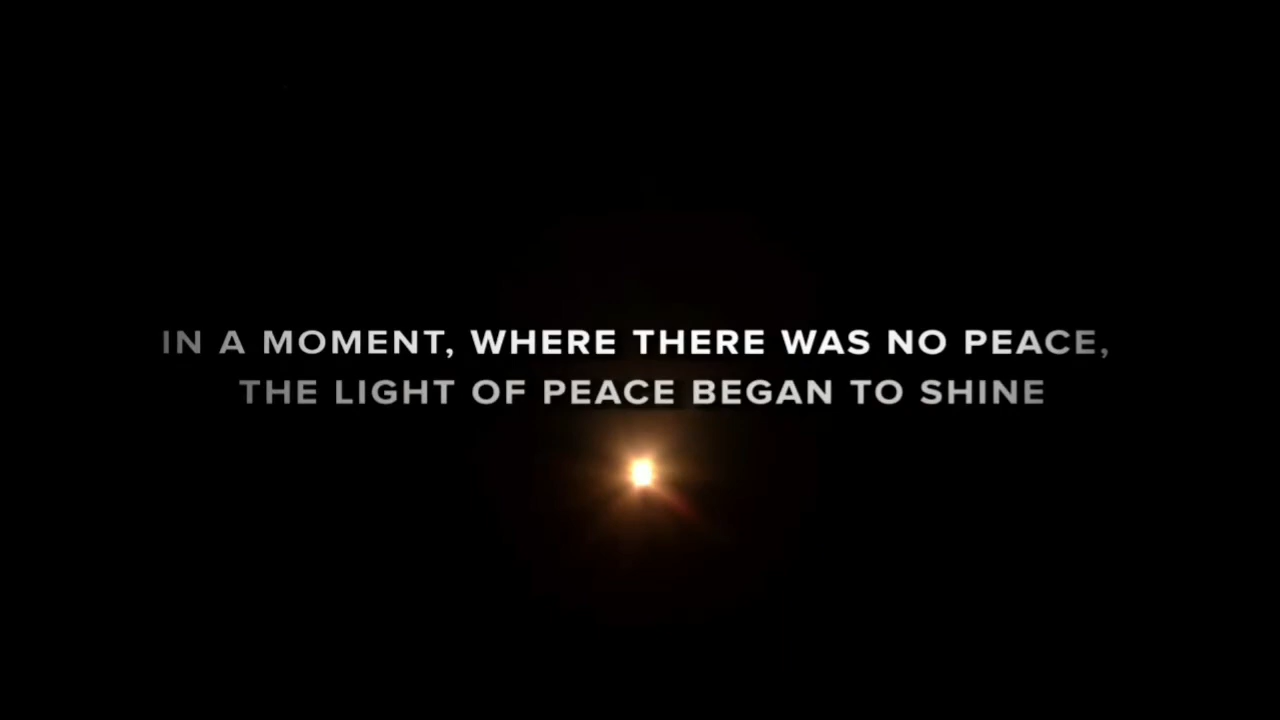 IN A MOMENT, WHERE THERE WAS NO PEACE,
THE LIGHT OF PEACE BEGAN TO SHINE